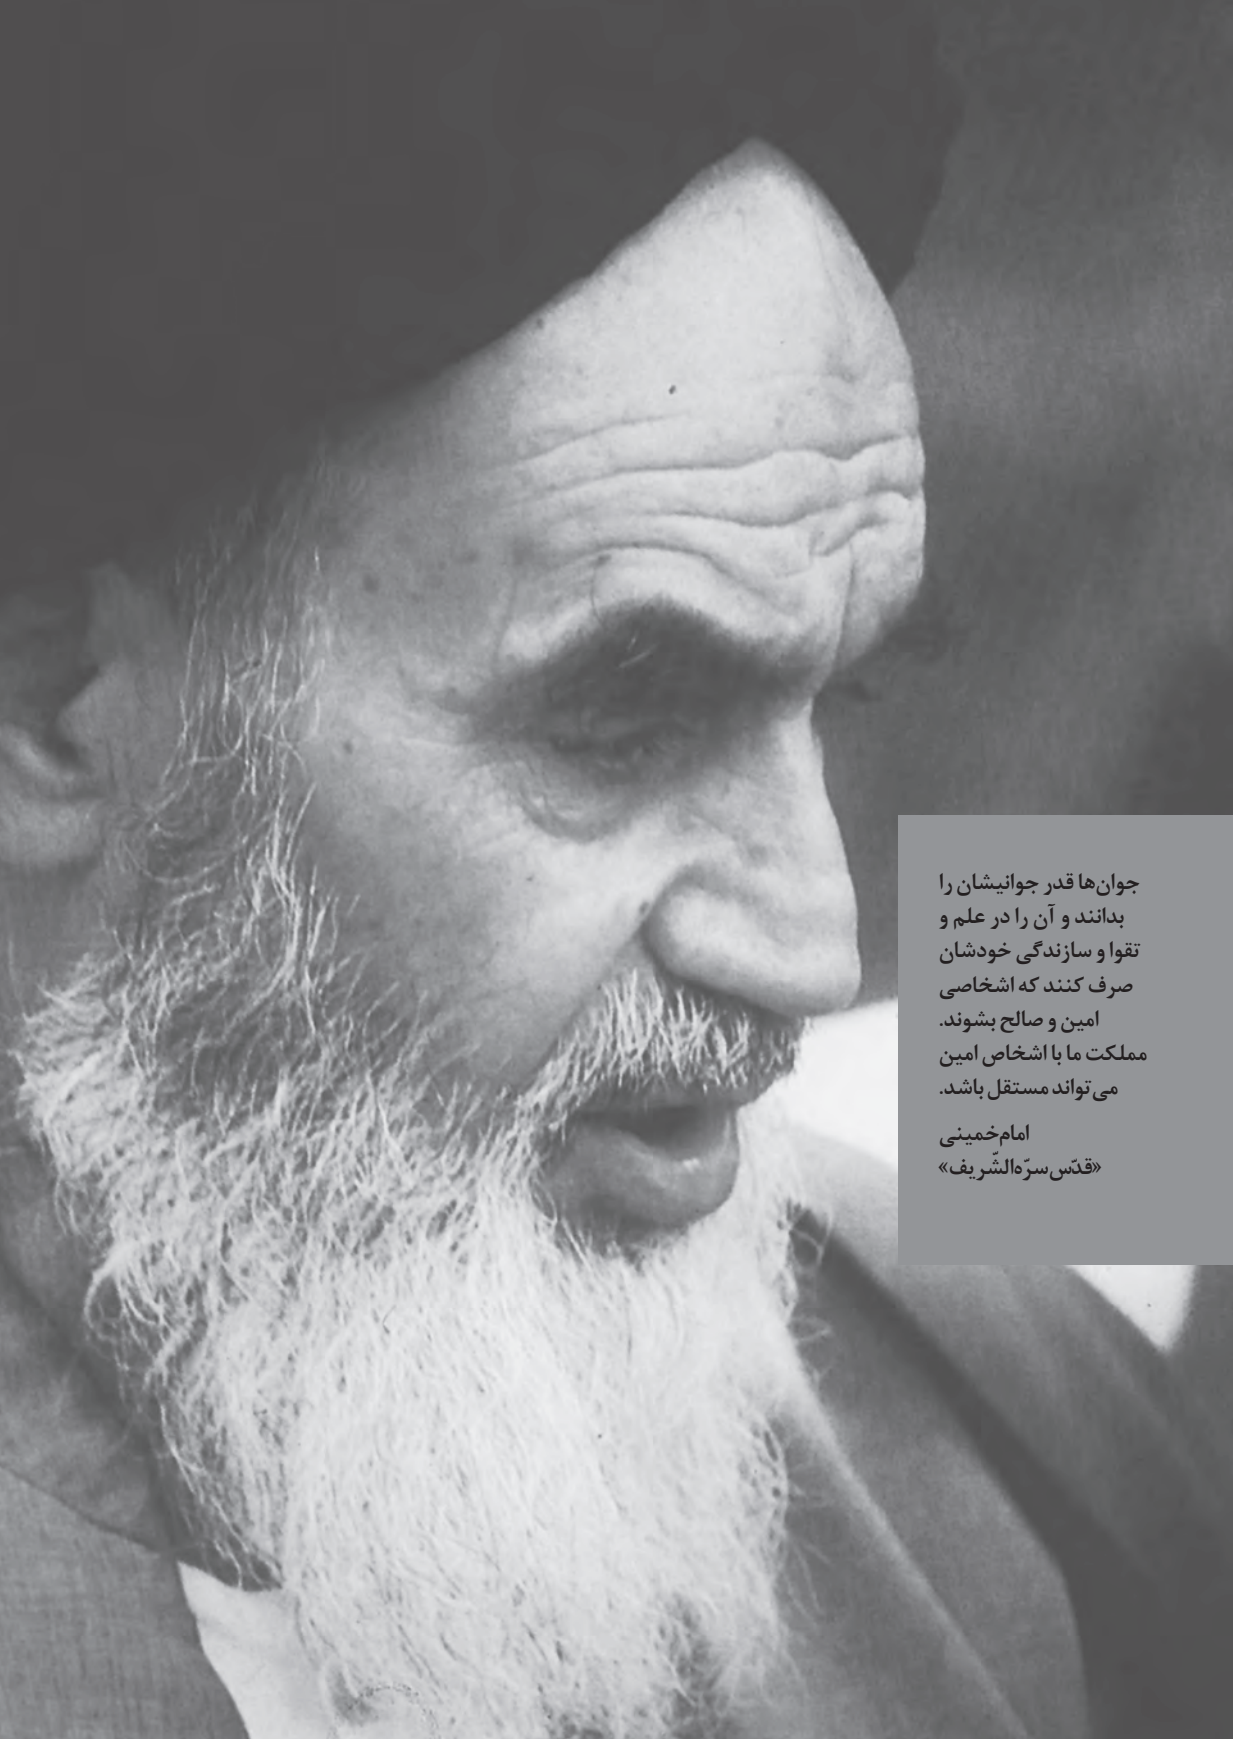 جوان‌ها قدر جوانیشان را
بدانند و آن را در علم و
تقوا و سازندگی خودشان
صرف کنند که اشخاصی
امین و صالح بشوند.
مملکت ما با اشخاص امین
می‌تواند مستقل باشد.
امام‌خمینی
«قدّس‌سرّه‌الشّریف»